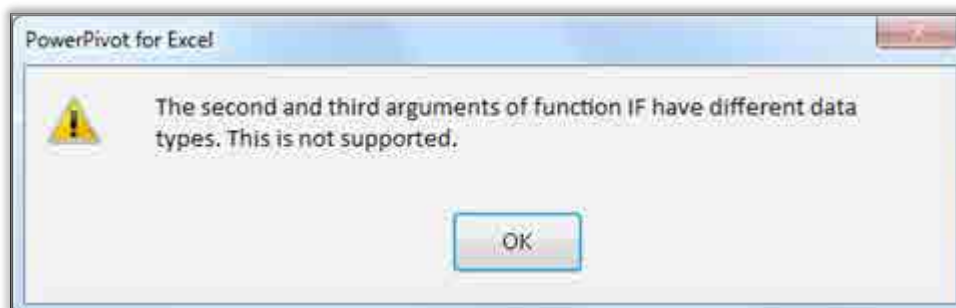 PowerPivot for Excel
The second and third arguments of function IF have different data
types. This is not supported.
OK